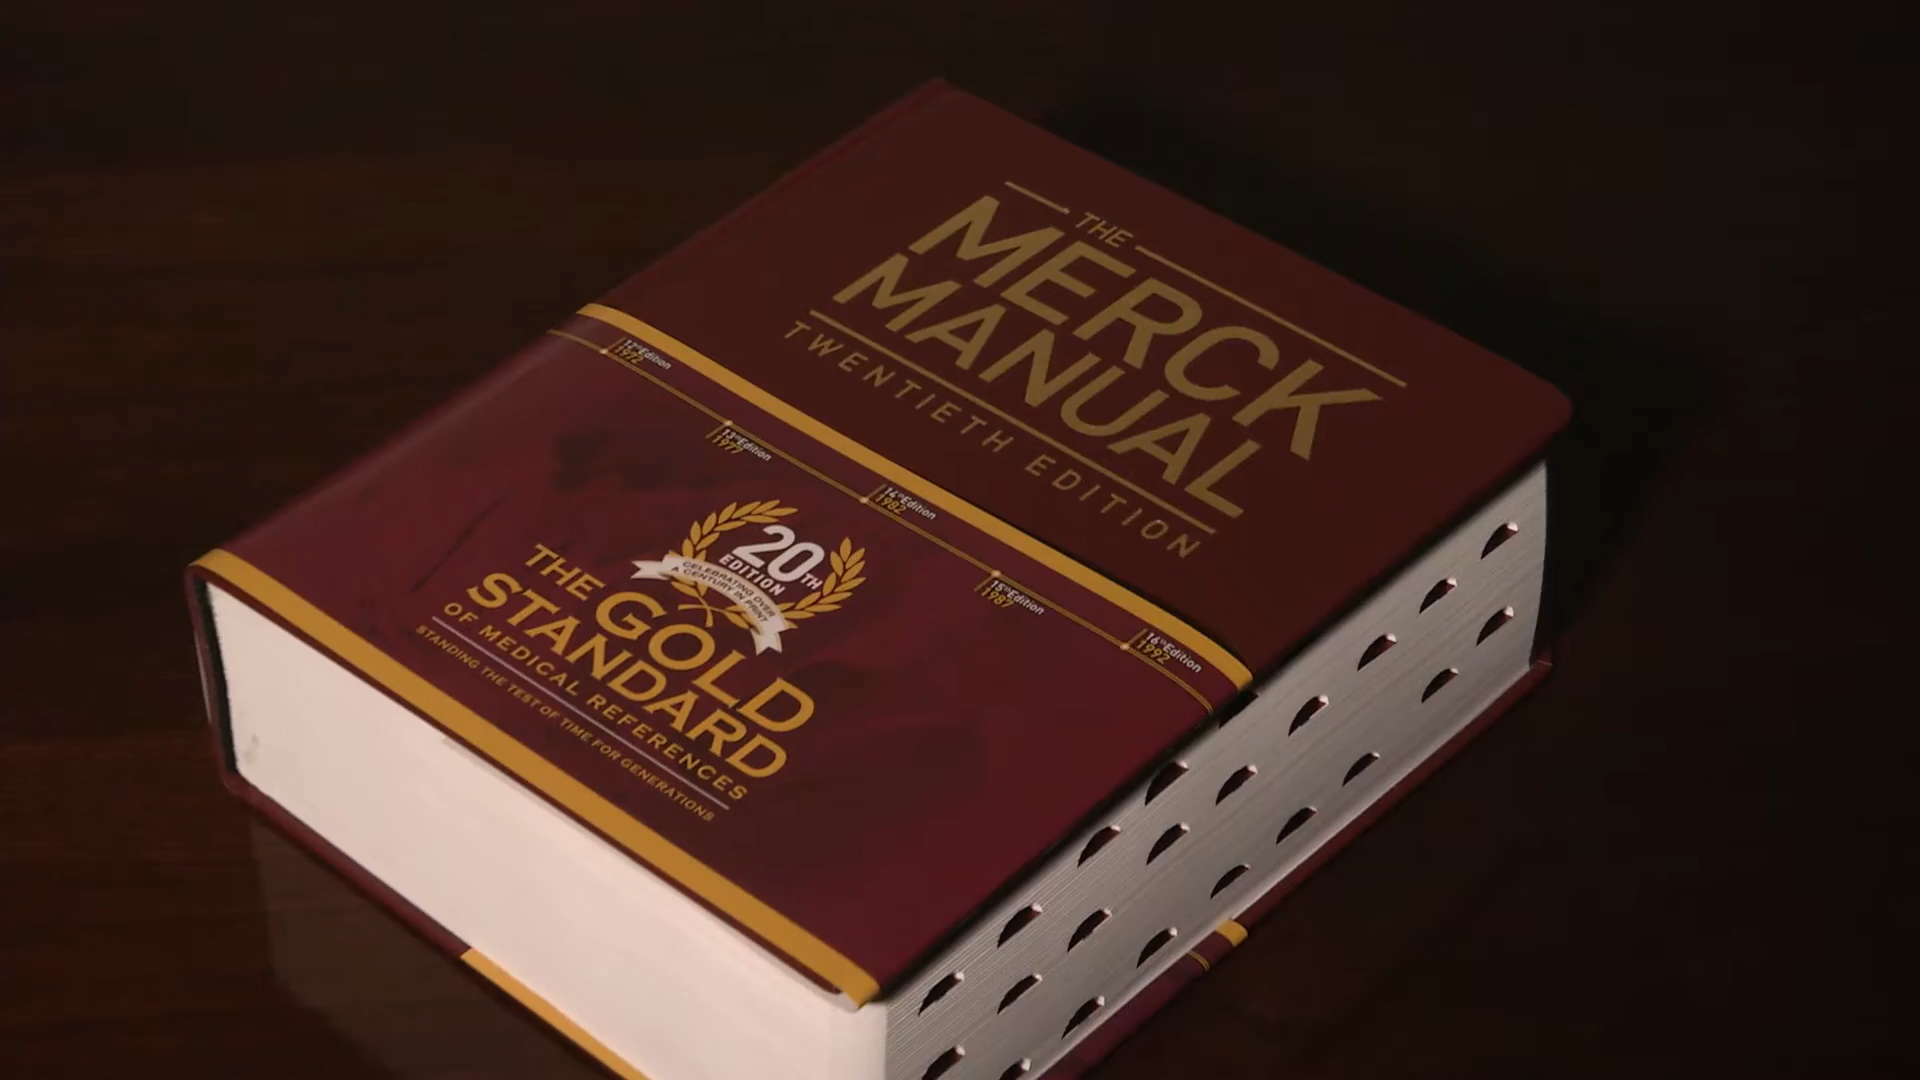 THE
MERCK
MANUAL
TWENTIETH EDITION
12th Edition
1972
13th Edition
1977
14th Edition
1982
15th Edition
1987
16th Edition
1992
20TH
EDITION
CELEBRATING OVER
A CENTURY IN PRINT
THE GOLD
STANDARD
OF MEDICAL REFERENCES
STANDING THE TEST OF TIME FOR GENERATIONS